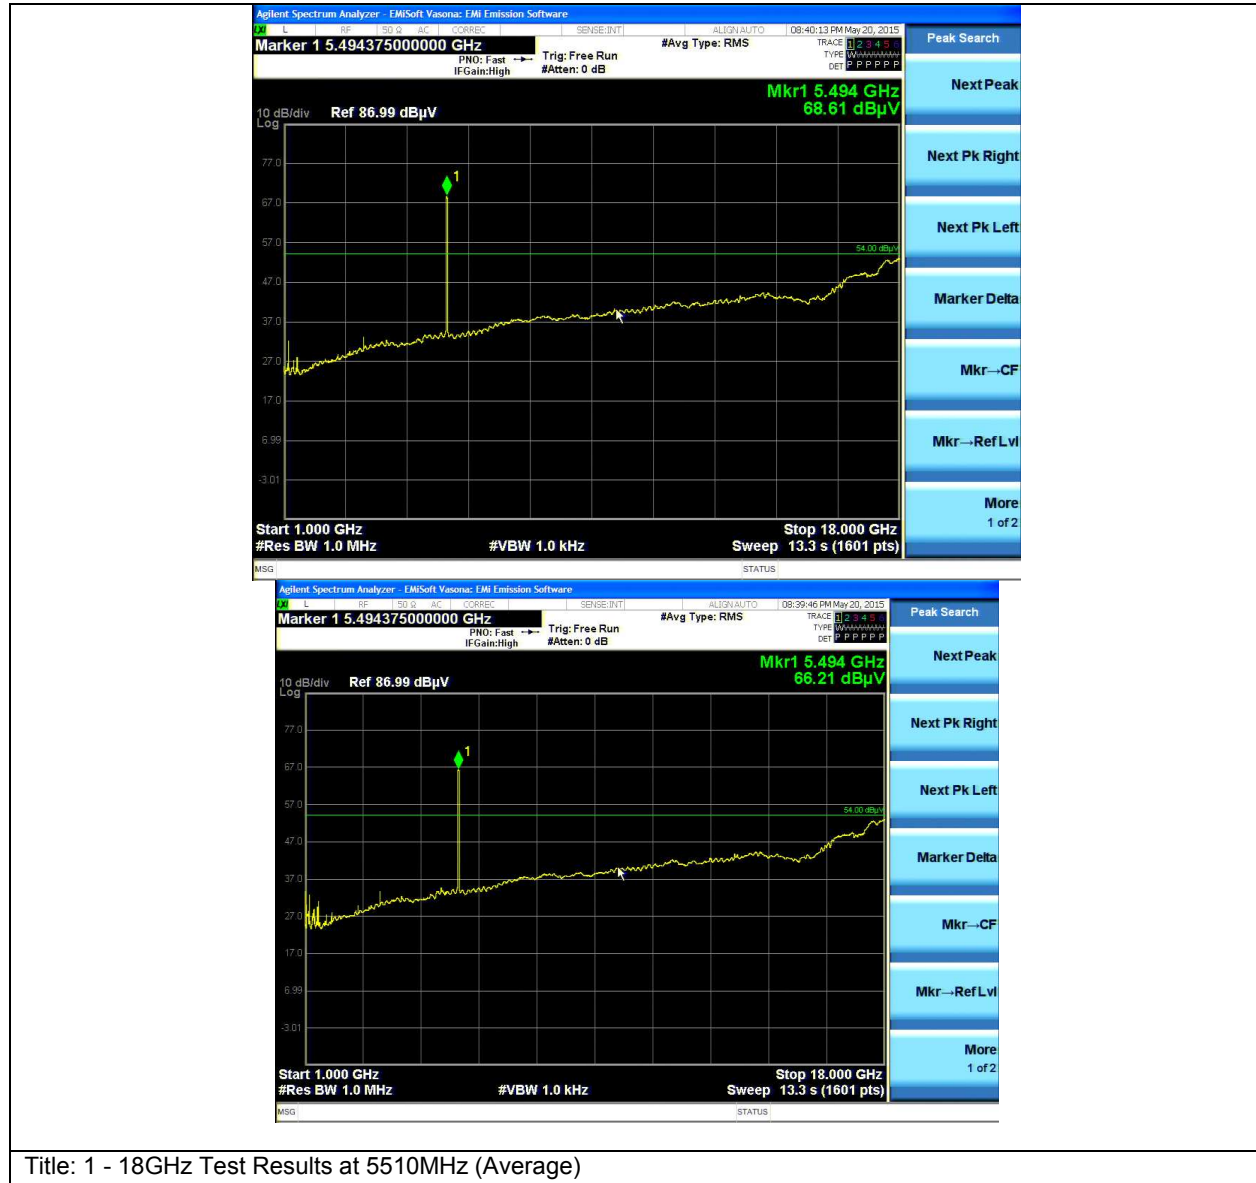 Agilent Spectrum Analyzer - EMiSoft Vasona: EMi Emission Software
LXI L RF 50 Ω AC CORREC SENSE:INT ALIGN AUTO 08:40:13 PM May 20, 2015
Marker 1 5.494375000000 GHz
#Avg Type: RMS
TRACE 1 2 3 4 5 6
PNO: Fast
Trig: Free Run
TYPE
IFGain:High
#Atten: 0 dB
DET P P P P P P
Peak Search
Mkr1 5.494 GHz
68.61 dBµV
10 dB/div Ref 86.99 dBµV
Log
77.0
67.0
57.0
47.0
37.0
27.0
17.0
6.99
-3.01
1
54.00 dBµV
Start 1.000 GHz
Stop 18.000 GHz
#Res BW 1.0 MHz
#VBW 1.0 kHz
Sweep 13.3 s (1601 pts)
MSG
STATUS
Next Peak
Next Pk Right
Next Pk Left
Marker Delta
Mkr→CF
Mkr→Ref Lvl
More
1 of 2
Agilent Spectrum Analyzer - EMiSoft Vasona: EMi Emission Software
LXI L RF 50 Ω AC CORREC SENSE:INT ALIGN AUTO 08:39:46 PM May 20, 2015
Marker 1 5.494375000000 GHz
#Avg Type: RMS
TRACE 1 2 3 4 5 6
PNO: Fast
Trig: Free Run
TYPE
IFGain:High
#Atten: 0 dB
DET P P P P P P
Peak Search
Mkr1 5.494 GHz
66.21 dBµV
10 dB/div Ref 86.99 dBµV
Log
77.0
67.0
57.0
47.0
37.0
27.0
17.0
6.99
-3.01
1
54.00 dBµV
Start 1.000 GHz
Stop 18.000 GHz
#Res BW 1.0 MHz
#VBW 1.0 kHz
Sweep 13.3 s (1601 pts)
MSG
STATUS
Next Peak
Next Pk Right
Next Pk Left
Marker Delta
Mkr→CF
Mkr→Ref Lvl
More
1 of 2
Title: 1 - 18GHz Test Results at 5510MHz (Average)